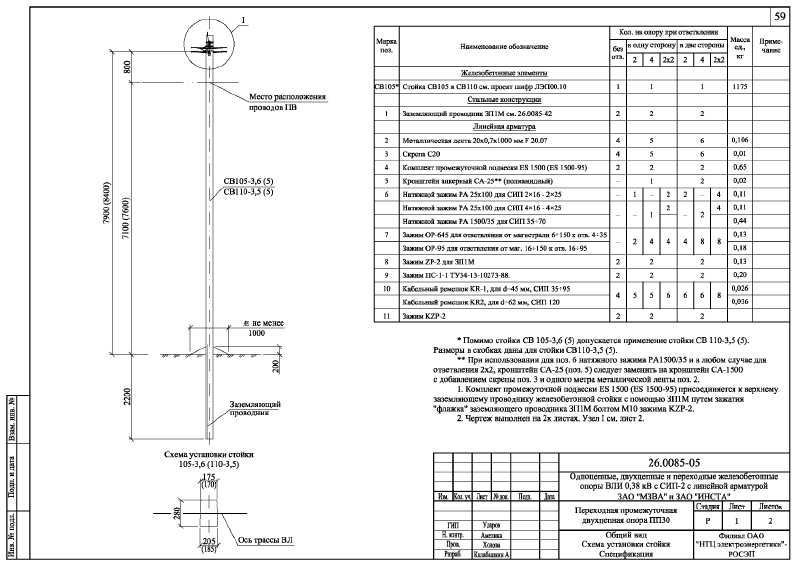 59
1
800
7900 (8400)
7100 (7600)
2200
Место расположения
проводов ПВ
СВ105-3,6 (5)
СВ110-3,5 (5)
не менее
1000
200
Заземляющий
проводник
Схема установки стойки
105-3,6 (110-3,5)
175
(170)
280
205
(185)
Ось трассы ВЛ
Марка поз. Наименование обозначение Кол. на опору при ответвлении Масса ед., кг Приме-чание
без отв. в одну сторону в две стороны
2 4 2х2 2 4 2х2
Железобетонные элементы
СВ105* Стойка СВ105 и СВ110 см. проект шифр ЛЭП00.10 1 1 1 1175
Стальные конструкции
1 Заземляющий проводник ЗП1М см. 26.0085-42 2 2 2
Линейная арматура
2 Металлическая лента 20х0,7х1000 мм F 20.07 4 5 6 0,106
3 Скрепа С20 4 5 6 0,01
4 Комплект промежуточной подвески ES 1500 (ES 1500-95) 2 2 2 0,65
5 Кронштейн анкерный СА-25** (полиамидный) – 1 2 0,02
6 Натяжной зажим РА 25х100 для СИП 2×16 - 2×25 – 1 – 2 2 – 4 0,11
Натяжной зажим РА 25х100 для СИП 4×16 - 4×25 2 4 0,11
Натяжной зажим РА 1500/35 для СИП 35÷70 – – 1 – 2 0,44
7 Зажим OP-645 для ответвления от магистрали 6÷150 к отв. 4÷35 – 2 4 4 4 8 8 0,13
Зажим OP-95 для ответвления от маг. 16÷150 к отв. 16÷95 0,18
8 Зажим ZP-2 для ЗП1М 2 2 2 0,13
9 Зажим ПС-1-1 ТУ34-13-10273-88. 2 2 2 0,20
10 Кабельный ремешок KR-1, для d=45 мм, СИП 35÷95 4 5 5 6 6 6 8 0,026
Кабельный ремешок KR2, для d=62 мм, СИП 120 0,036
11 Зажим KZP-2 2 2 2
* Помимо стойки СВ 105-3,6 (5) допускается применение стойки СВ 110-3,5 (5).
Размеры в скобках даны для стойки СВ110-3,5 (5).
** При использовании для поз. 6 натяжного зажима РА1500/35 и в любом случае для
ответвления 2х2, кронштейн СА-25 (поз. 5) следует заменить на кронштейн СА-1500
с добавлением скрепы поз. 3 и одного метра металлической ленты поз. 2.
1. Комплект промежуточной подвески ES 1500 (ES 1500-95) присоединяется к верхнему
заземляющему проводнику железобетонной стойки с помощью ЗП1М путем зажатия
"флажка" заземляющего проводника ЗП1М болтом М10 зажима KZP-2.
2. Чертеж выполнен на 2х листах. Узел I см. лист 2.
Взам. инв. №
Подп. и дата
Инв. № подл.
26.0085-05
Одноцепные, двухцепные и переходные железобетонные
опоры ВЛИ 0,38 кВ с СИП-2 с линейной арматурой
ЗАО "МЗВА" и ЗАО "ИНСТА"
Изм. Кол. уч. Лист № док. Подп. Дата
Переходная промежуточная
двухцепная опора ПП30
Стадия Лист Листов
Р 1 2
ГИП Ударов
Н. контр. Амелина
Пров. Холова
Разраб. Калабашкин А
Общий вид
Схема установки стойки
Спецификация
Филиал ОАО
"НТЦ электроэнергетики"-
РОСЭП